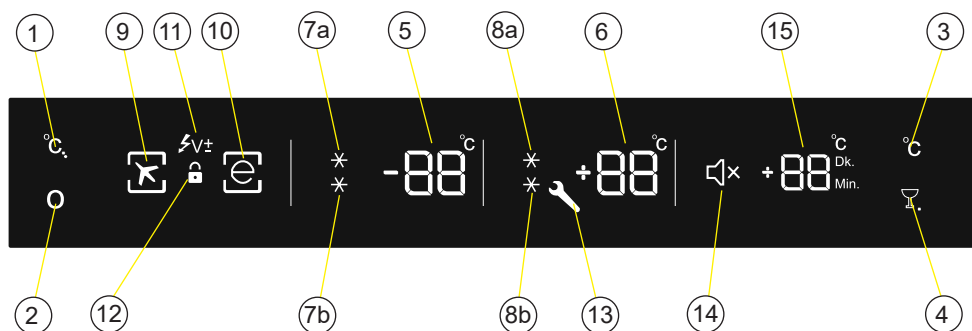 1 9 11 10 7a 5 8a 6 15 3
°C. V± °C °C °C °C
e -88 +88 +88 Dk.
Min.
O
2 12 7b 8b 13 14 4